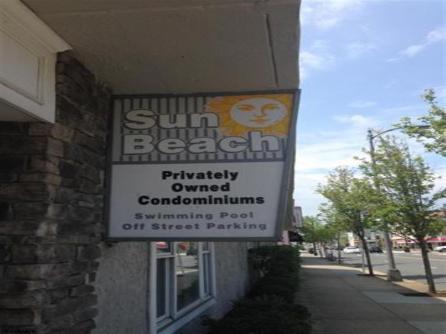 Sun
Beach
Privately
Owned
Condominiums
Swimming Pool
Off Street Parking